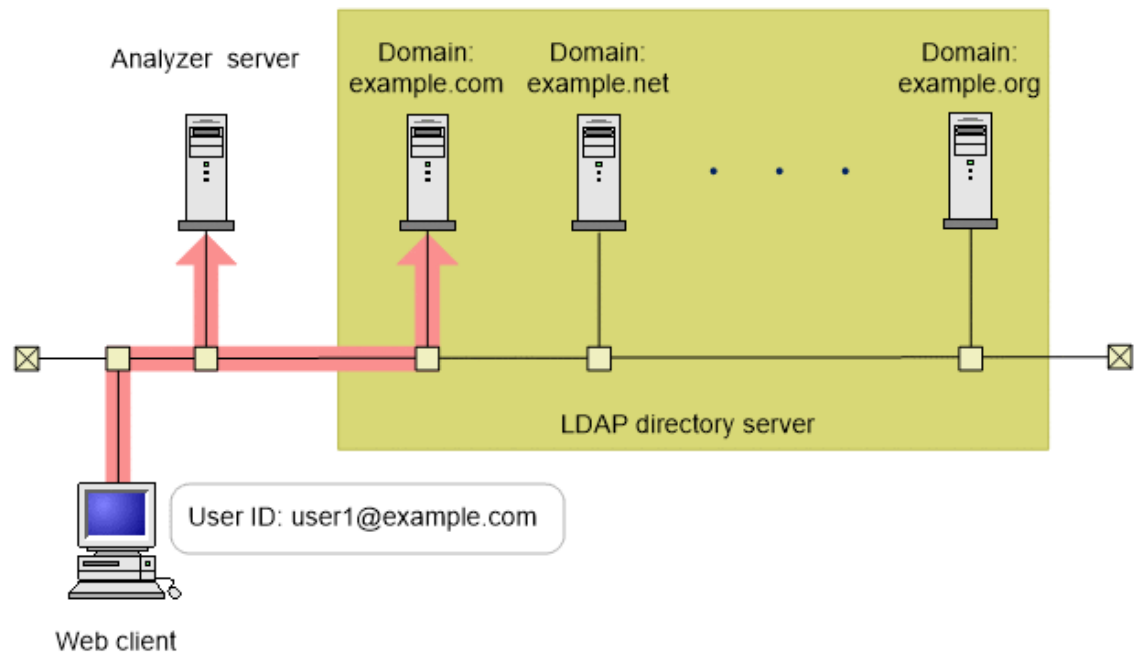 Analyzer server
Domain:
example.com
Domain:
example.net
Domain:
example.org
LDAP directory server
User ID: user1@example.com
Web client